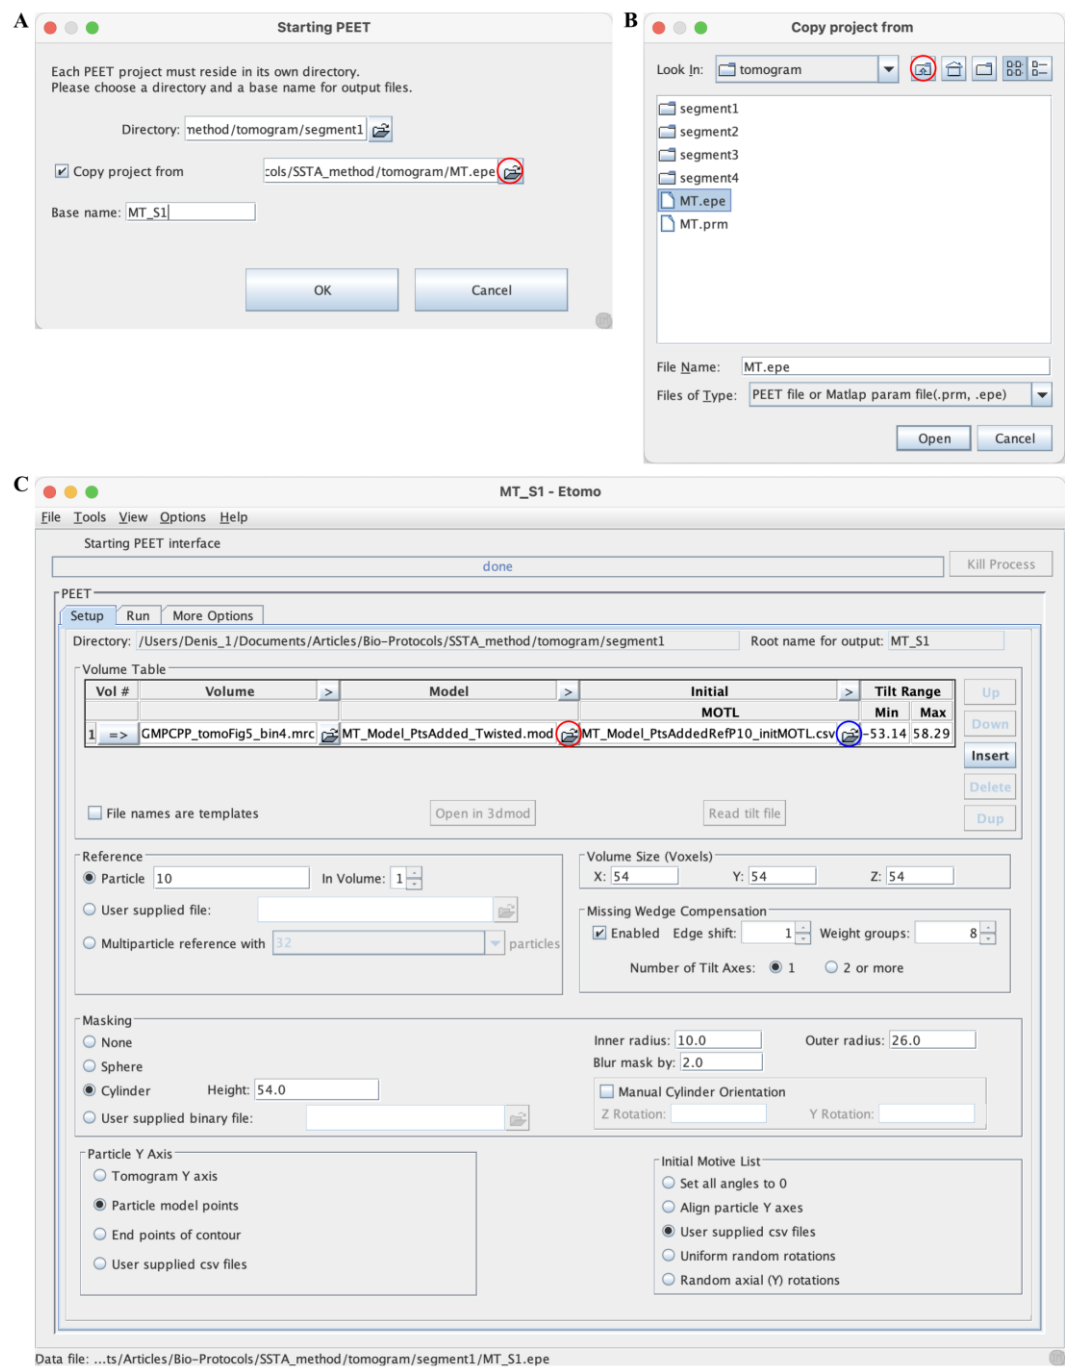 A
Starting PEET
Each PEET project must reside in its own directory.
Please choose a directory and a base name for output files.
Directory: method/tomogram/segment1
Copy project from cols/SSTA_method/tomogram/MT.epe
Base name: MT_S1
OK Cancel
B
Copy project from
Look In: tomogram
segment1
segment2
segment3
segment4
MT.epe
MT.prm
File Name: MT.epe
Files of Type: PEET file or Matlap param file(.prm, .epe)
Open Cancel
C
MT_S1 - Etomo
File Tools View Options Help
Starting PEET interface
done Kill Process
PEET
Setup Run More Options
Directory: /Users/Denis_1/Documents/Articles/Bio-Protocols/SSTA_method/tomogram/segment1 Root name for output: MT_S1
Volume Table
Vol # Volume > Model > Initial > Tilt Range Up
MOTL Min Max
1 => GMPCPP_tomoFig5_bin4.mrc MT_Model_PtsAdded_Twisted.mod MT_Model_PtsAddedRefP10_initMOTL.csv -53.14 58.29 Down
Insert
Delete
File names are templates Open in 3dmod Read tilt file Dup
Reference
Particle 10 In Volume: 1
User supplied file:
Multiparticle reference with 32 particles
Volume Size (Voxels)
X: 54 Y: 54 Z: 54
Missing Wedge Compensation
Enabled Edge shift: 1 Weight groups: 8
Number of Tilt Axes: 1 2 or more
Masking
None
Sphere
Cylinder Height: 54.0
User supplied binary file:
Inner radius: 10.0 Outer radius: 26.0
Blur mask by: 2.0
Manual Cylinder Orientation
Z Rotation: Y Rotation:
Particle Y Axis
Tomogram Y axis
Particle model points
End points of contour
User supplied csv files
Initial Motive List
Set all angles to 0
Align particle Y axes
User supplied csv files
Uniform random rotations
Random axial (Y) rotations
Data file: ...ts/Articles/Bio-Protocols/SSTA_method/tomogram/segment1/MT_S1.epe